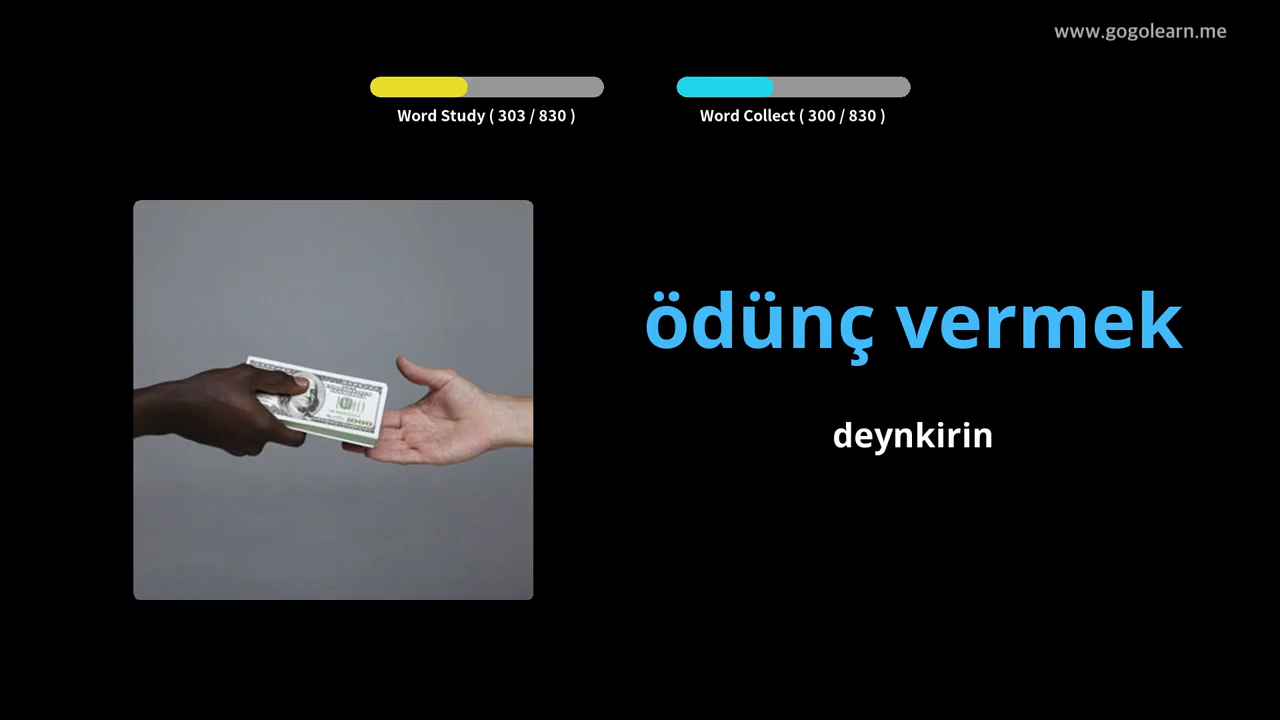 www.gogolearn.me
Word Study ( 303 / 830 )
Word Collect ( 300 / 830 )
ödünç vermek
deynkirin